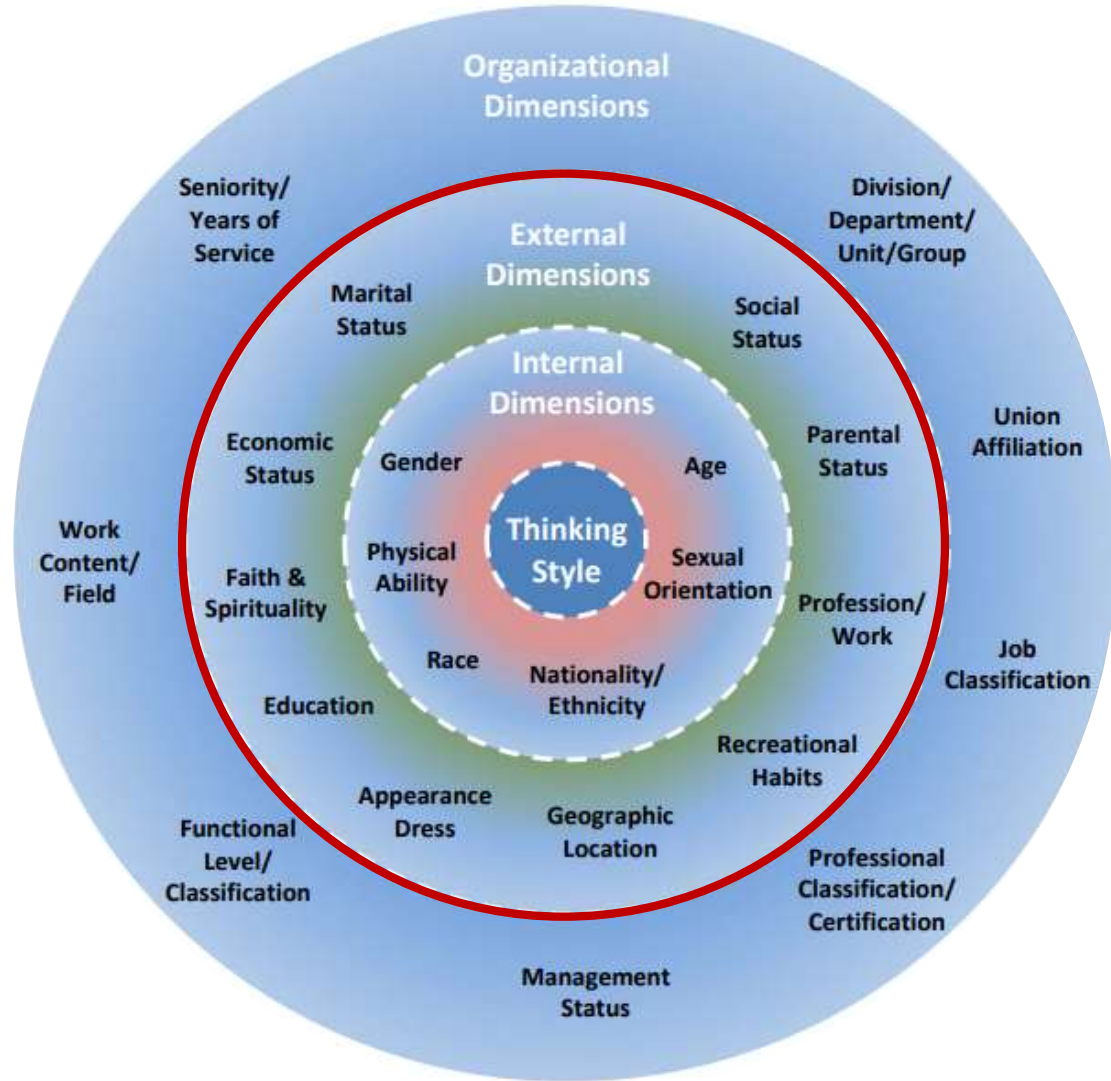 Organizational
Dimensions
Seniority/
Years of
Service
Division/
Department/
Unit/Group
External
Dimensions
Marital
Status
Social
Status
Internal
Dimensions
Union
Affiliation
Economic
Status
Parental
Status
Gender
Age
Thinking
Style
Work
Content/
Field
Physical
Ability
Sexual
Orientation
Faith &
Spirituality
Profession/
Work
Race
Nationality/
Ethnicity
Job
Classification
Education
Recreational
Habits
Appearance
Dress
Geographic
Location
Functional
Level/
Classification
Professional
Classification/
Certification
Management
Status